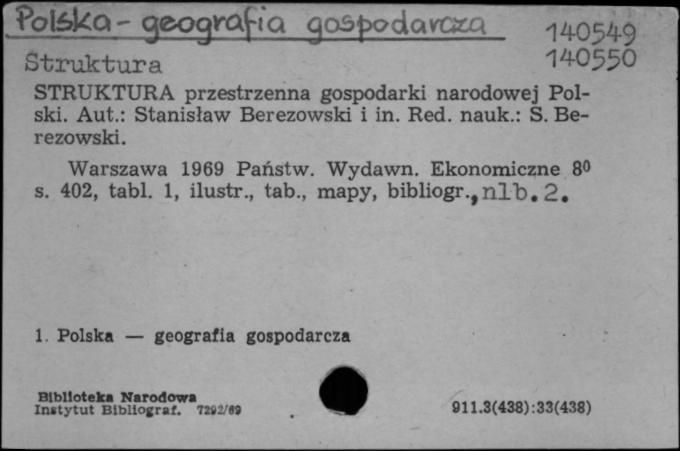 Polska - geografia gospodarcza
140549
140550
Struktura
STRUKTURA przestrzenna gospodarki narodowej Pol-
ski. Aut.: Stanisław Berezowski i in. Red. nauk.: S. Be-
rezowski.
Warszawa 1969 Państw. Wydawn. Ekonomiczne 8⁰
s. 402, tabl. 1, ilustr., tab., mapy, bibliogr., nlb. 2.
1. Polska — geografia gospodarcza
Biblioteka Narodowa
Instytut Bibliograf. 7292/69
911.3(438):33(438)